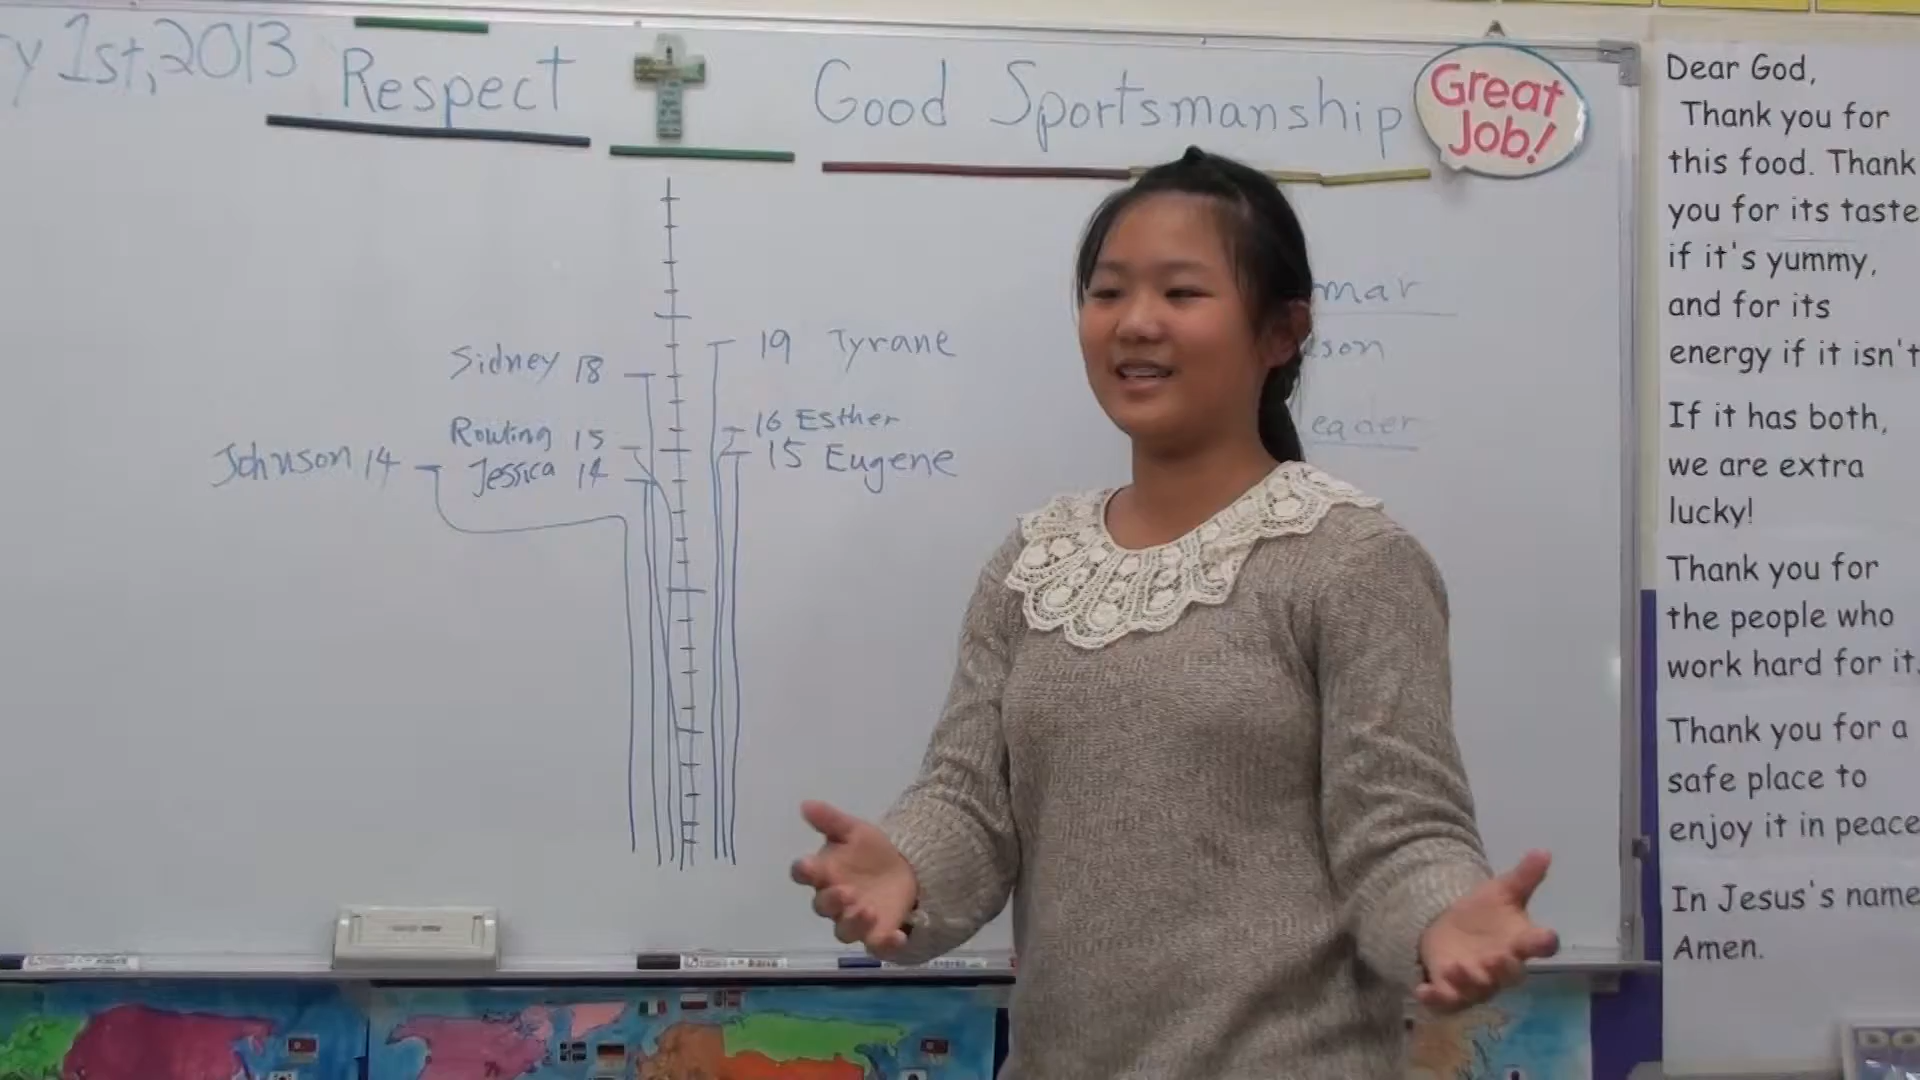 y 1st, 2013
Respect
Good Sportsmanship
Great
Job!
19 Tyrane
Sidney 18
16 Esther
Rowling 15
15 Eugene
Johnson 14
Jessica 14
mar
son
eader
Dear God,
Thank you for
this food. Thank
you for its taste
if it's yummy,
and for its
energy if it isn't
If it has both,
we are extra
lucky!
Thank you for
the people who
work hard for it.
Thank you for a
safe place to
enjoy it in peace
In Jesus's name
Amen.